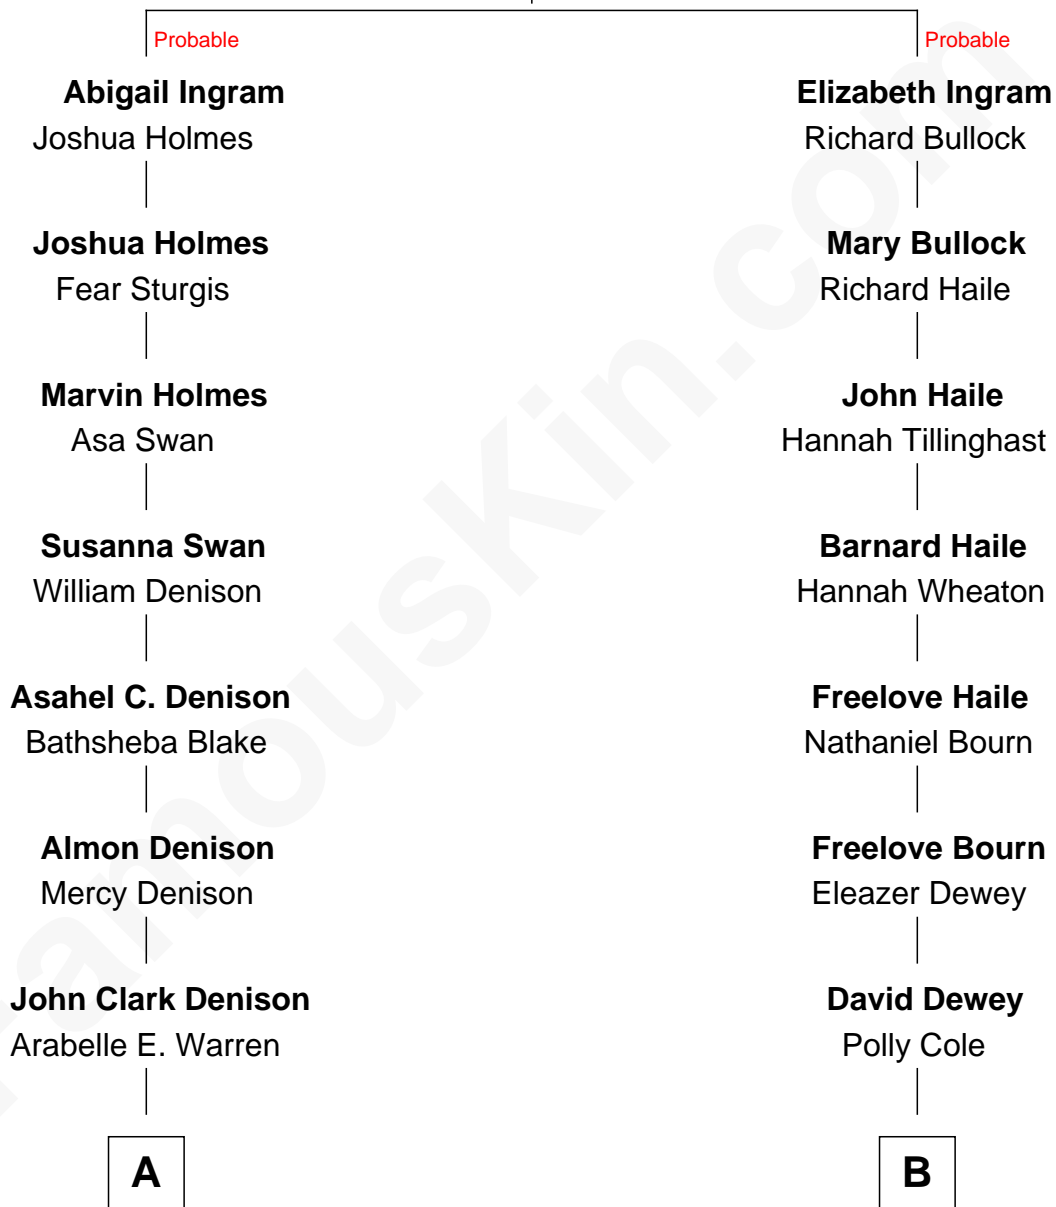 Probable
Abigail Ingram
Joshua Holmes
Joshua Holmes
Fear Sturgis
Marvin Holmes
Asa Swan
Susanna Swan
William Denison
Asahel C. Denison
Bathsheba Blake
Almon Denison
Mercy Denison
John Clark Denison
Arabelle E. Warren
A
Probable
Elizabeth Ingram
Richard Bullock
Mary Bullock
Richard Haile
John Haile
Hannah Tillinghast
Barnard Haile
Hannah Wheaton
Freelove Haile
Nathaniel Bourn
Freelove Bourn
Eleazer Dewey
David Dewey
Polly Cole
B
FamousKin.com